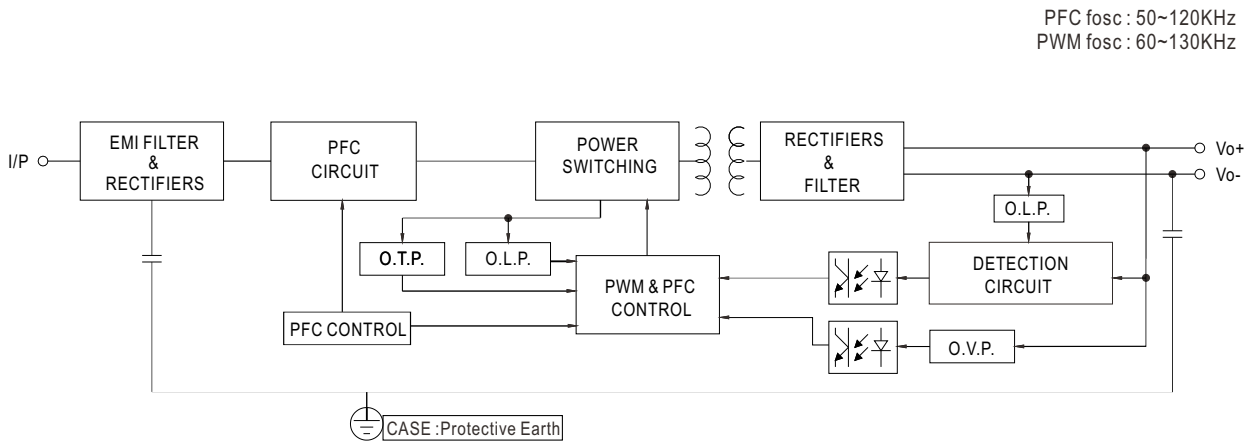 PFC fosc : 50~120KHz
PWM fosc : 60~130KHz
I/P
EMI FILTER
&
RECTIFIERS
PFC
CIRCUIT
POWER
SWITCHING
RECTIFIERS
&
FILTER
Vo+
Vo-
O.L.P.
O.T.P.
O.L.P.
PWM & PFC
CONTROL
DETECTION
CIRCUIT
PFC CONTROL
O.V.P.
CASE : Protective Earth